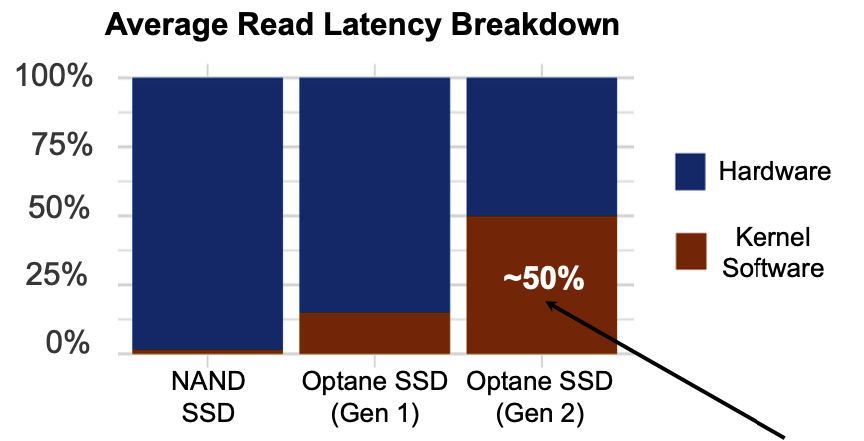 Average Read Latency Breakdown
100%
75%
50%
25%
0%
~50%
NAND
SSD
Optane SSD
(Gen 1)
Optane SSD
(Gen 2)
Hardware
Kernel
Software